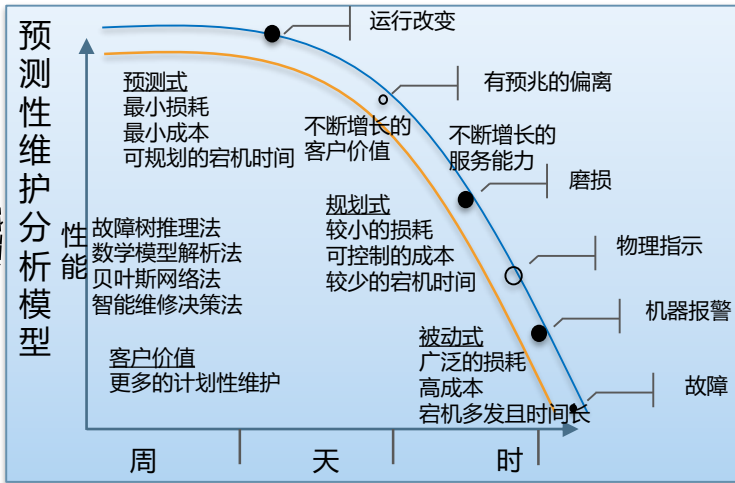 预测性维护分析模型
性能
运行改变
有预兆的偏离
预测式
最小损耗
最小成本
可规划的宕机时间
不断增长的
客户价值
不断增长的
服务能力
磨损
规划式
较小的损耗
可控制的成本
较少的宕机时间
故障树推理法
数学模型解析法
贝叶斯网络法
智能维修决策法
物理指示
机器报警
客户价值
更多的计划性维护
被动式
广泛的损耗
高成本
宕机多发且时间长
故障
周
天
时